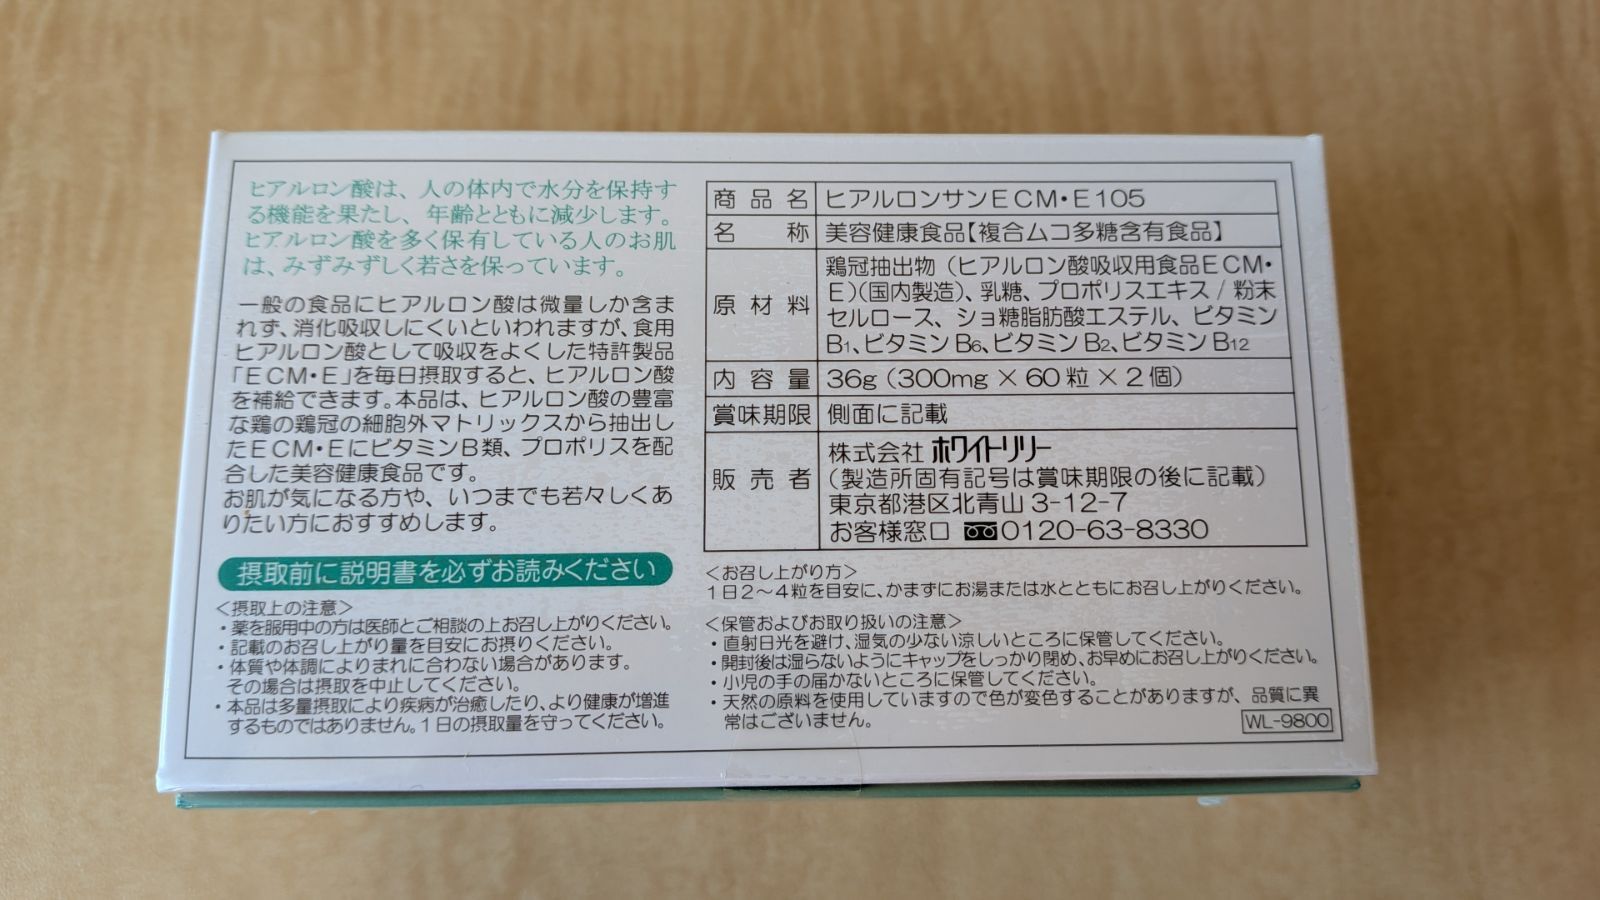 ヒアルロン酸は、人の体内で水分を保持す
る機能を果たし、年齢とともに減少します。
ヒアルロン酸を多く保有している人のお肌
は、みずみずしく若さを保っています。
一般の食品にヒアルロン酸は微量しか含ま
れず、消化吸収しにくいといわれますが、食用
ヒアルロン酸として吸収をよくした特許製品
「ECM・E」を毎日摂取すると、ヒアルロン酸
を補給できます。本品は、ヒアルロン酸の豊富
な鶏の鶏冠の細胞外マトリックスから抽出し
たECM・EにビタミンB類、プロポリスを配
合した美容健康食品です。
お肌が気になる方や、いつまでも若々しくあ
りたい方におすすめします。
摂取前に説明書を必ずお読みください
<摂取上の注意>
・薬を服用中の方は医師とご相談の上お召し上がりください。
・記載のお召し上がり量を目安にお摂りください。
・体質や体調によりまれに合わない場合があります。
その場合は摂取を中止してください。
・本品は多量摂取により疾病が治癒したり、より健康が増進
するものではありません。1日の摂取量を守ってください。
商品名 ヒアルロンサンECM・E105
名称 美容健康食品【複合ムコ多糖含有食品】
原材料 鶏冠抽出物（ヒアルロン酸吸収用食品ECM・
E）（国内製造）、乳糖、プロポリスエキス / 粉末
セルロース、ショ糖脂肪酸エステル、ビタミン
B1、ビタミンB6、ビタミンB2、ビタミンB12
内容量 36g（300mg × 60粒 × 2個）
賞味期限 側面に記載
販売者 株式会社 ホワイトリリー
（製造所固有記号は賞味期限の後に記載）
東京都港区北青山 3-12-7
お客様窓口 0120-63-8330
<お召し上がり方>
1日2～4粒を目安に、かまずにお湯または水とともにお召し上がりください。
<保管およびお取り扱いの注意>
・直射日光を避け、湿気の少ない涼しいところに保管してください。
・開封後は湿らないようにキャップをしっかり閉め、お早めにお召し上がりください。
・小児の手の届かないところに保管してください。
・天然の原料を使用していますので色が変色することがありますが、品質に異
常はございません。
WL-9800